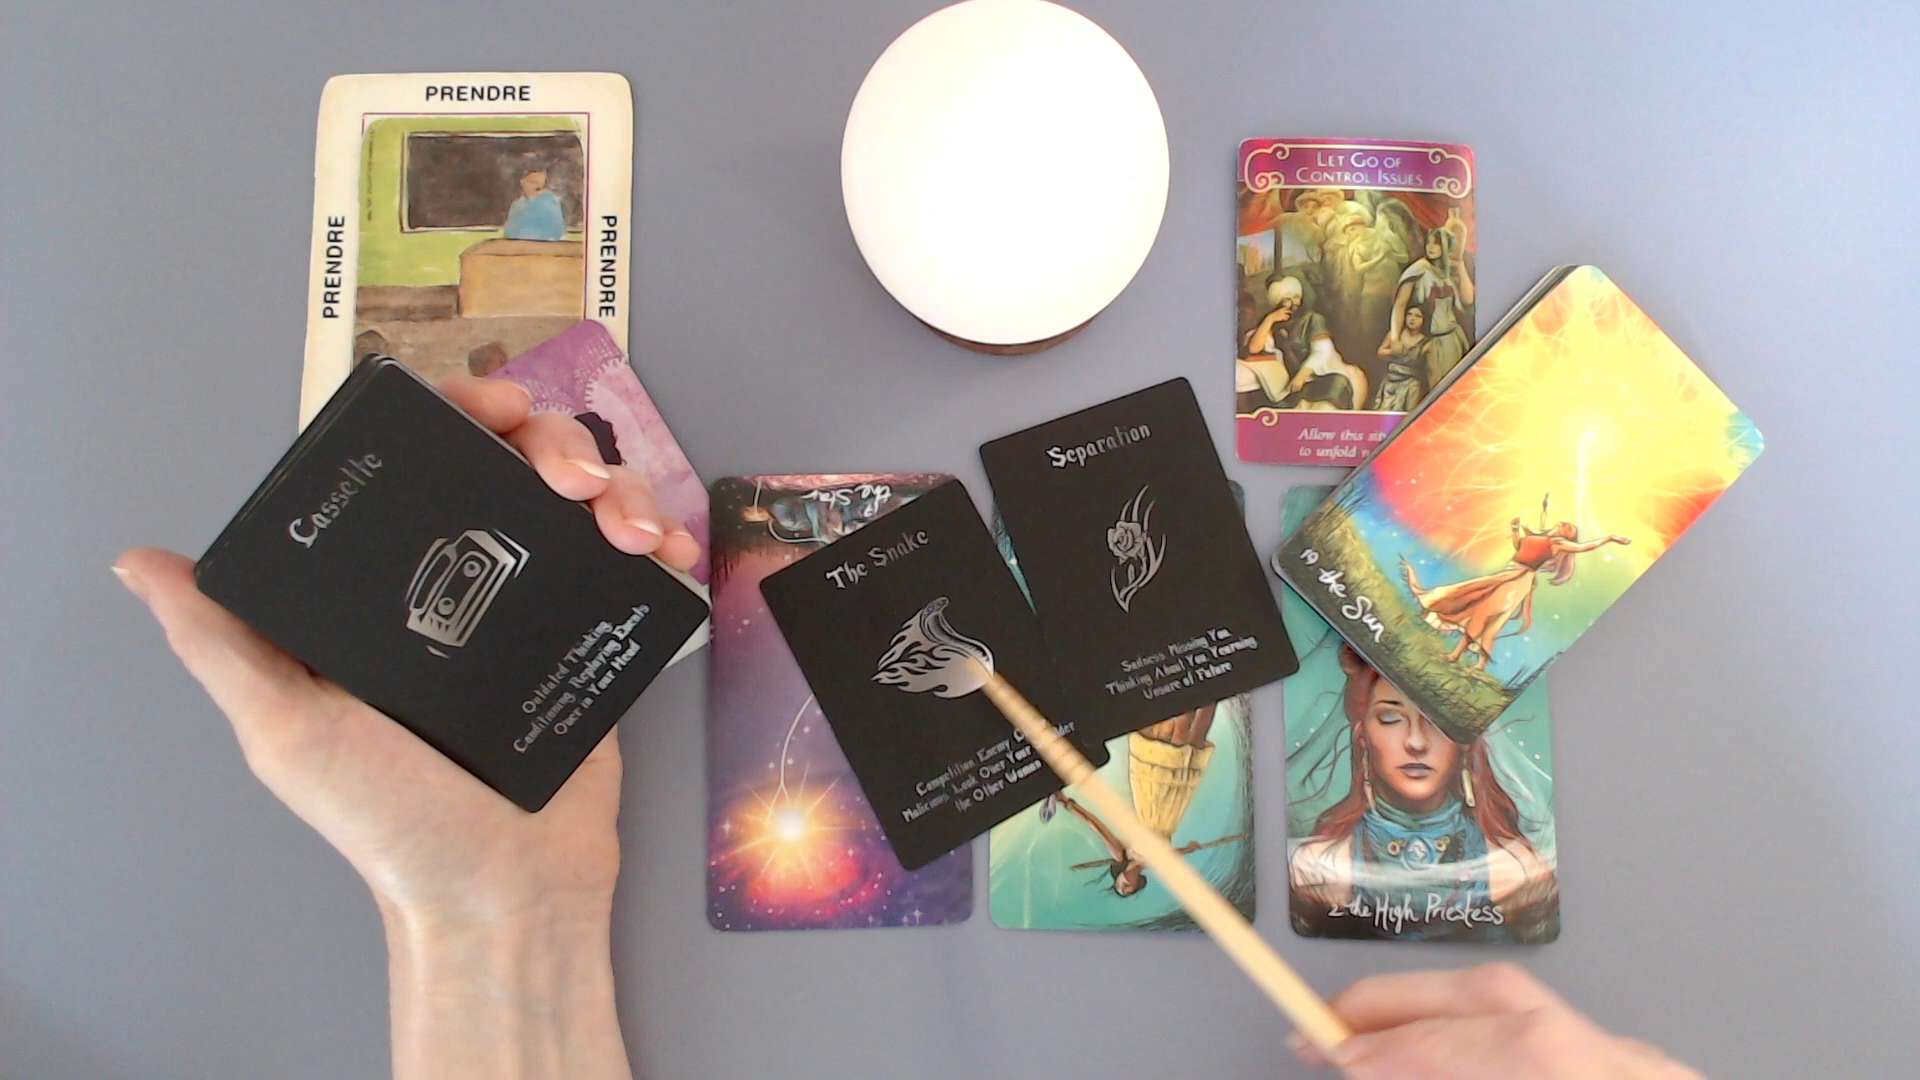 PRENDRE
PRENDRE
PRENDRE
LET GO OF
CONTROL ISSUES
Allow this
to unfold
Cassette
Outdated Thinking,
Conditioning, Replaying Events
Over in Your Head
the Star
The Snake
Competition Enemy
Malicious Look Over Your
the Other Woman
Separation
Sadness Missing You
Thinking About You Yearning
Unsure of Future
19 the Sun
2 the High Priestess